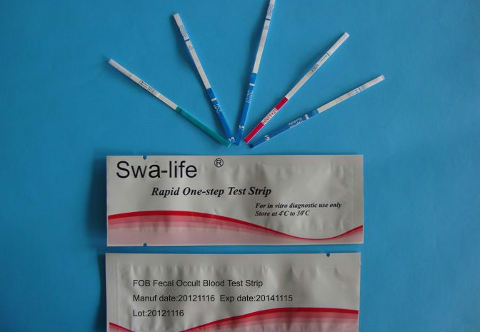 Swa-life ®
Rapid One-step Test Strip
For in vitro diagnostic use only
Store at 4°C to 30°C
FOB Fecal Occult Blood Test Strip
Manuf date:20121116 Exp date:20141115
Lot:20121116